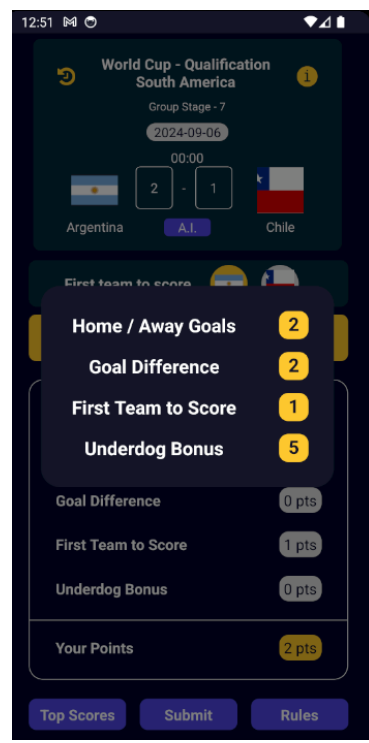 12:51
World Cup - Qualification
South America
Group Stage - 7
2024-09-06
00:00
2 - 1
Argentina A.I. Chile
First team to score
Home / Away Goals 2
Goal Difference 2
First Team to Score 1
Underdog Bonus 5
Goal Difference 0 pts
First Team to Score 1 pts
Underdog Bonus 0 pts
Your Points 2 pts
Top Scores Submit Rules